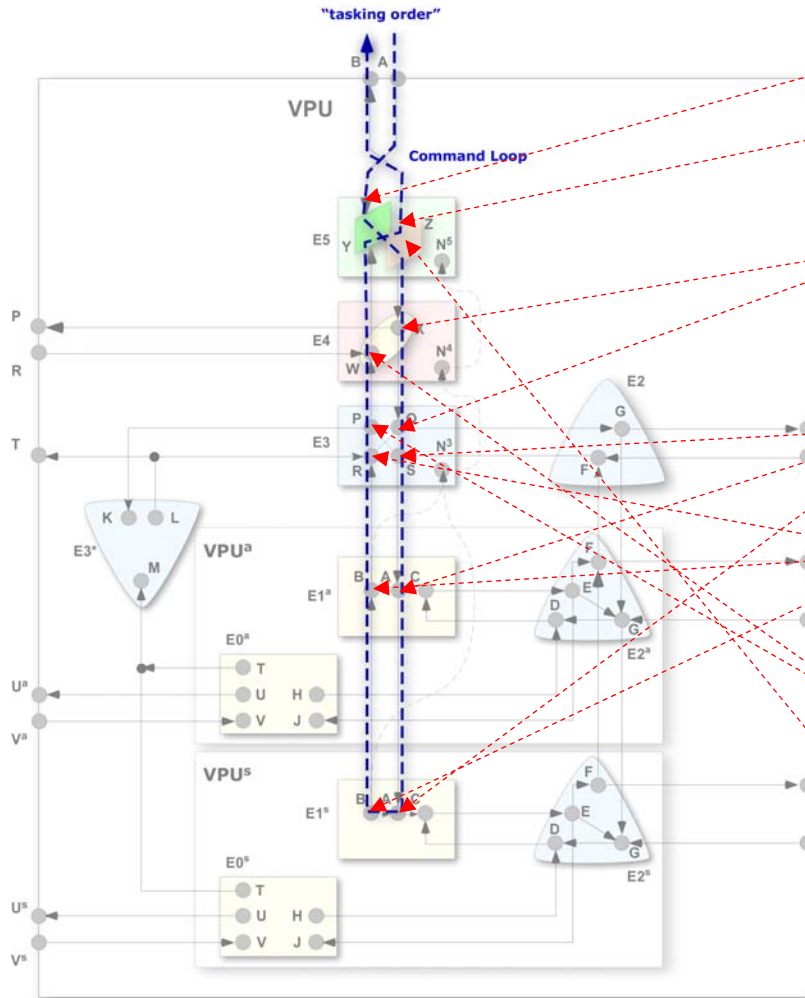 "tasking order"
B A
VPU
Command Loop
E5
Y
Z
N⁵
P
R
E4
W
X
N⁴
E2
G
F
T
E3
P
Q
R
S
N³
K L
M
E3*
VPUᵃ
E1ᵃ
B A C
F
E
D
G
E2ᵃ
E0ᵃ
T
U H
V J
Uᵃ
Vᵃ
VPUˢ
E1ˢ
B A C
F
E
D
G
E2ˢ
E0ˢ
T
U H
V J
Uˢ
Vˢ